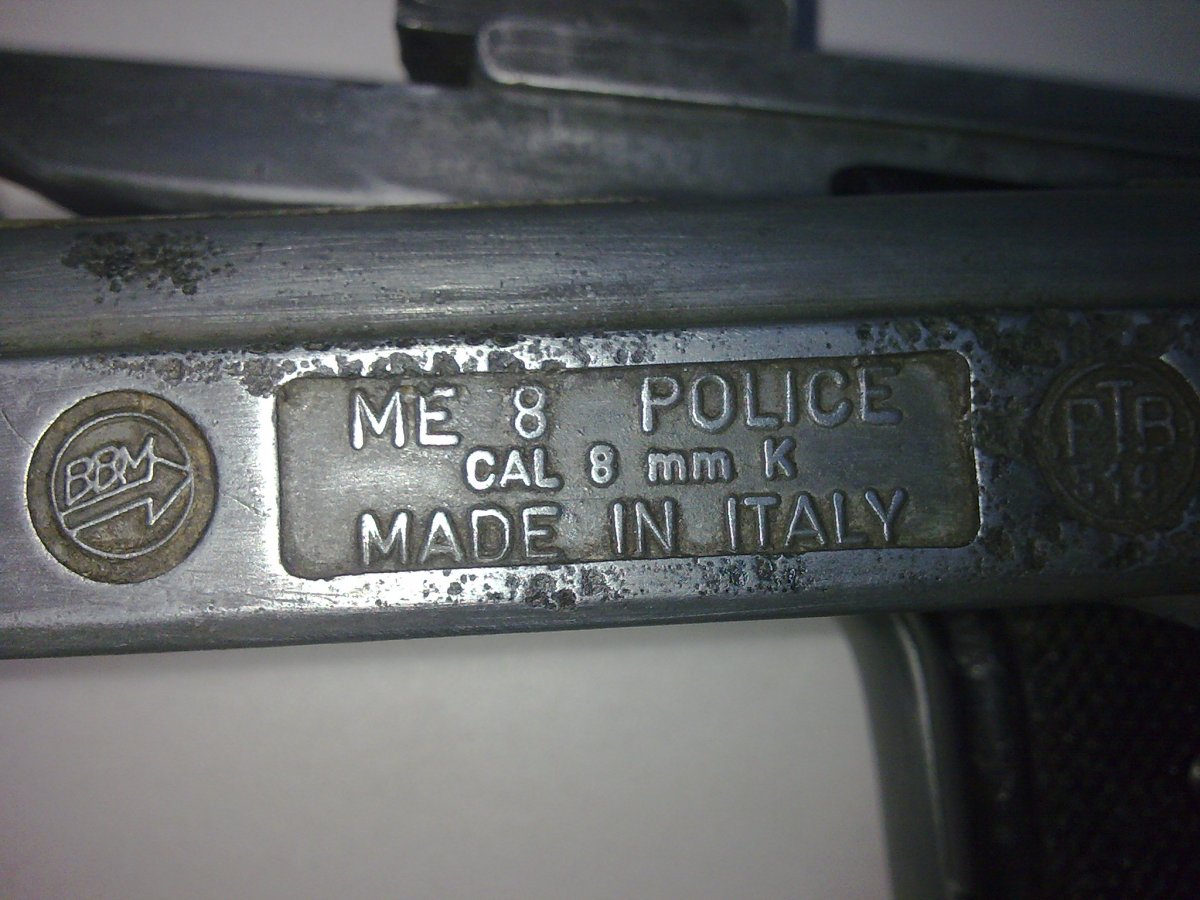 BBM
ME 8 POLICE
CAL 8 mm K
MADE IN ITALY
PTB